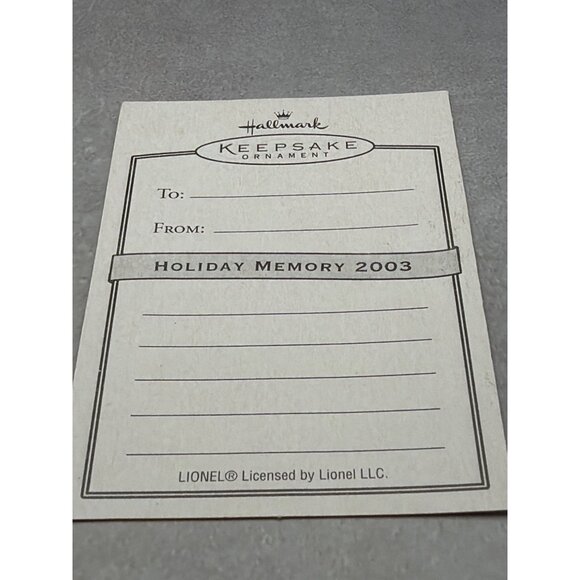 Hallmark
KEEPSAKE
ORNAMENT
TO:
FROM:
HOLIDAY MEMORY 2003
LIONEL® Licensed by Lionel LLC.